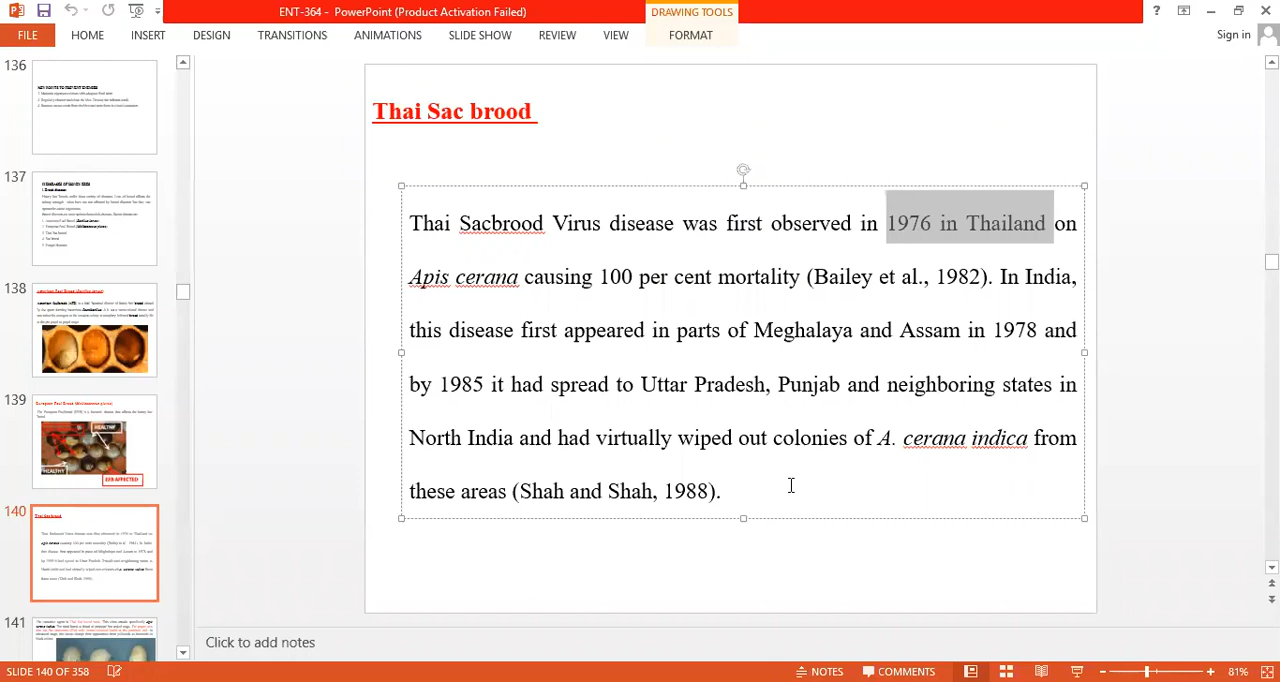 ENT-364 - PowerPoint (Product Activation Failed)
DRAWING TOOLS
FILE HOME INSERT DESIGN TRANSITIONS ANIMATIONS SLIDE SHOW REVIEW VIEW FORMAT
Sign in
136
137
138
139
HEALTHY
HEALTHY
EFB AFFECTED
140
141
Thai Sac brood
Thai Sacbrood Virus disease was first observed in 1976 in Thailand on
Apis cerana causing 100 per cent mortality (Bailey et al., 1982). In India,
this disease first appeared in parts of Meghalaya and Assam in 1978 and
by 1985 it had spread to Uttar Pradesh, Punjab and neighboring states in
North India and had virtually wiped out colonies of A. cerana indica from
these areas (Shah and Shah, 1988).
Click to add notes
SLIDE 140 OF 358
NOTES
COMMENTS
81%